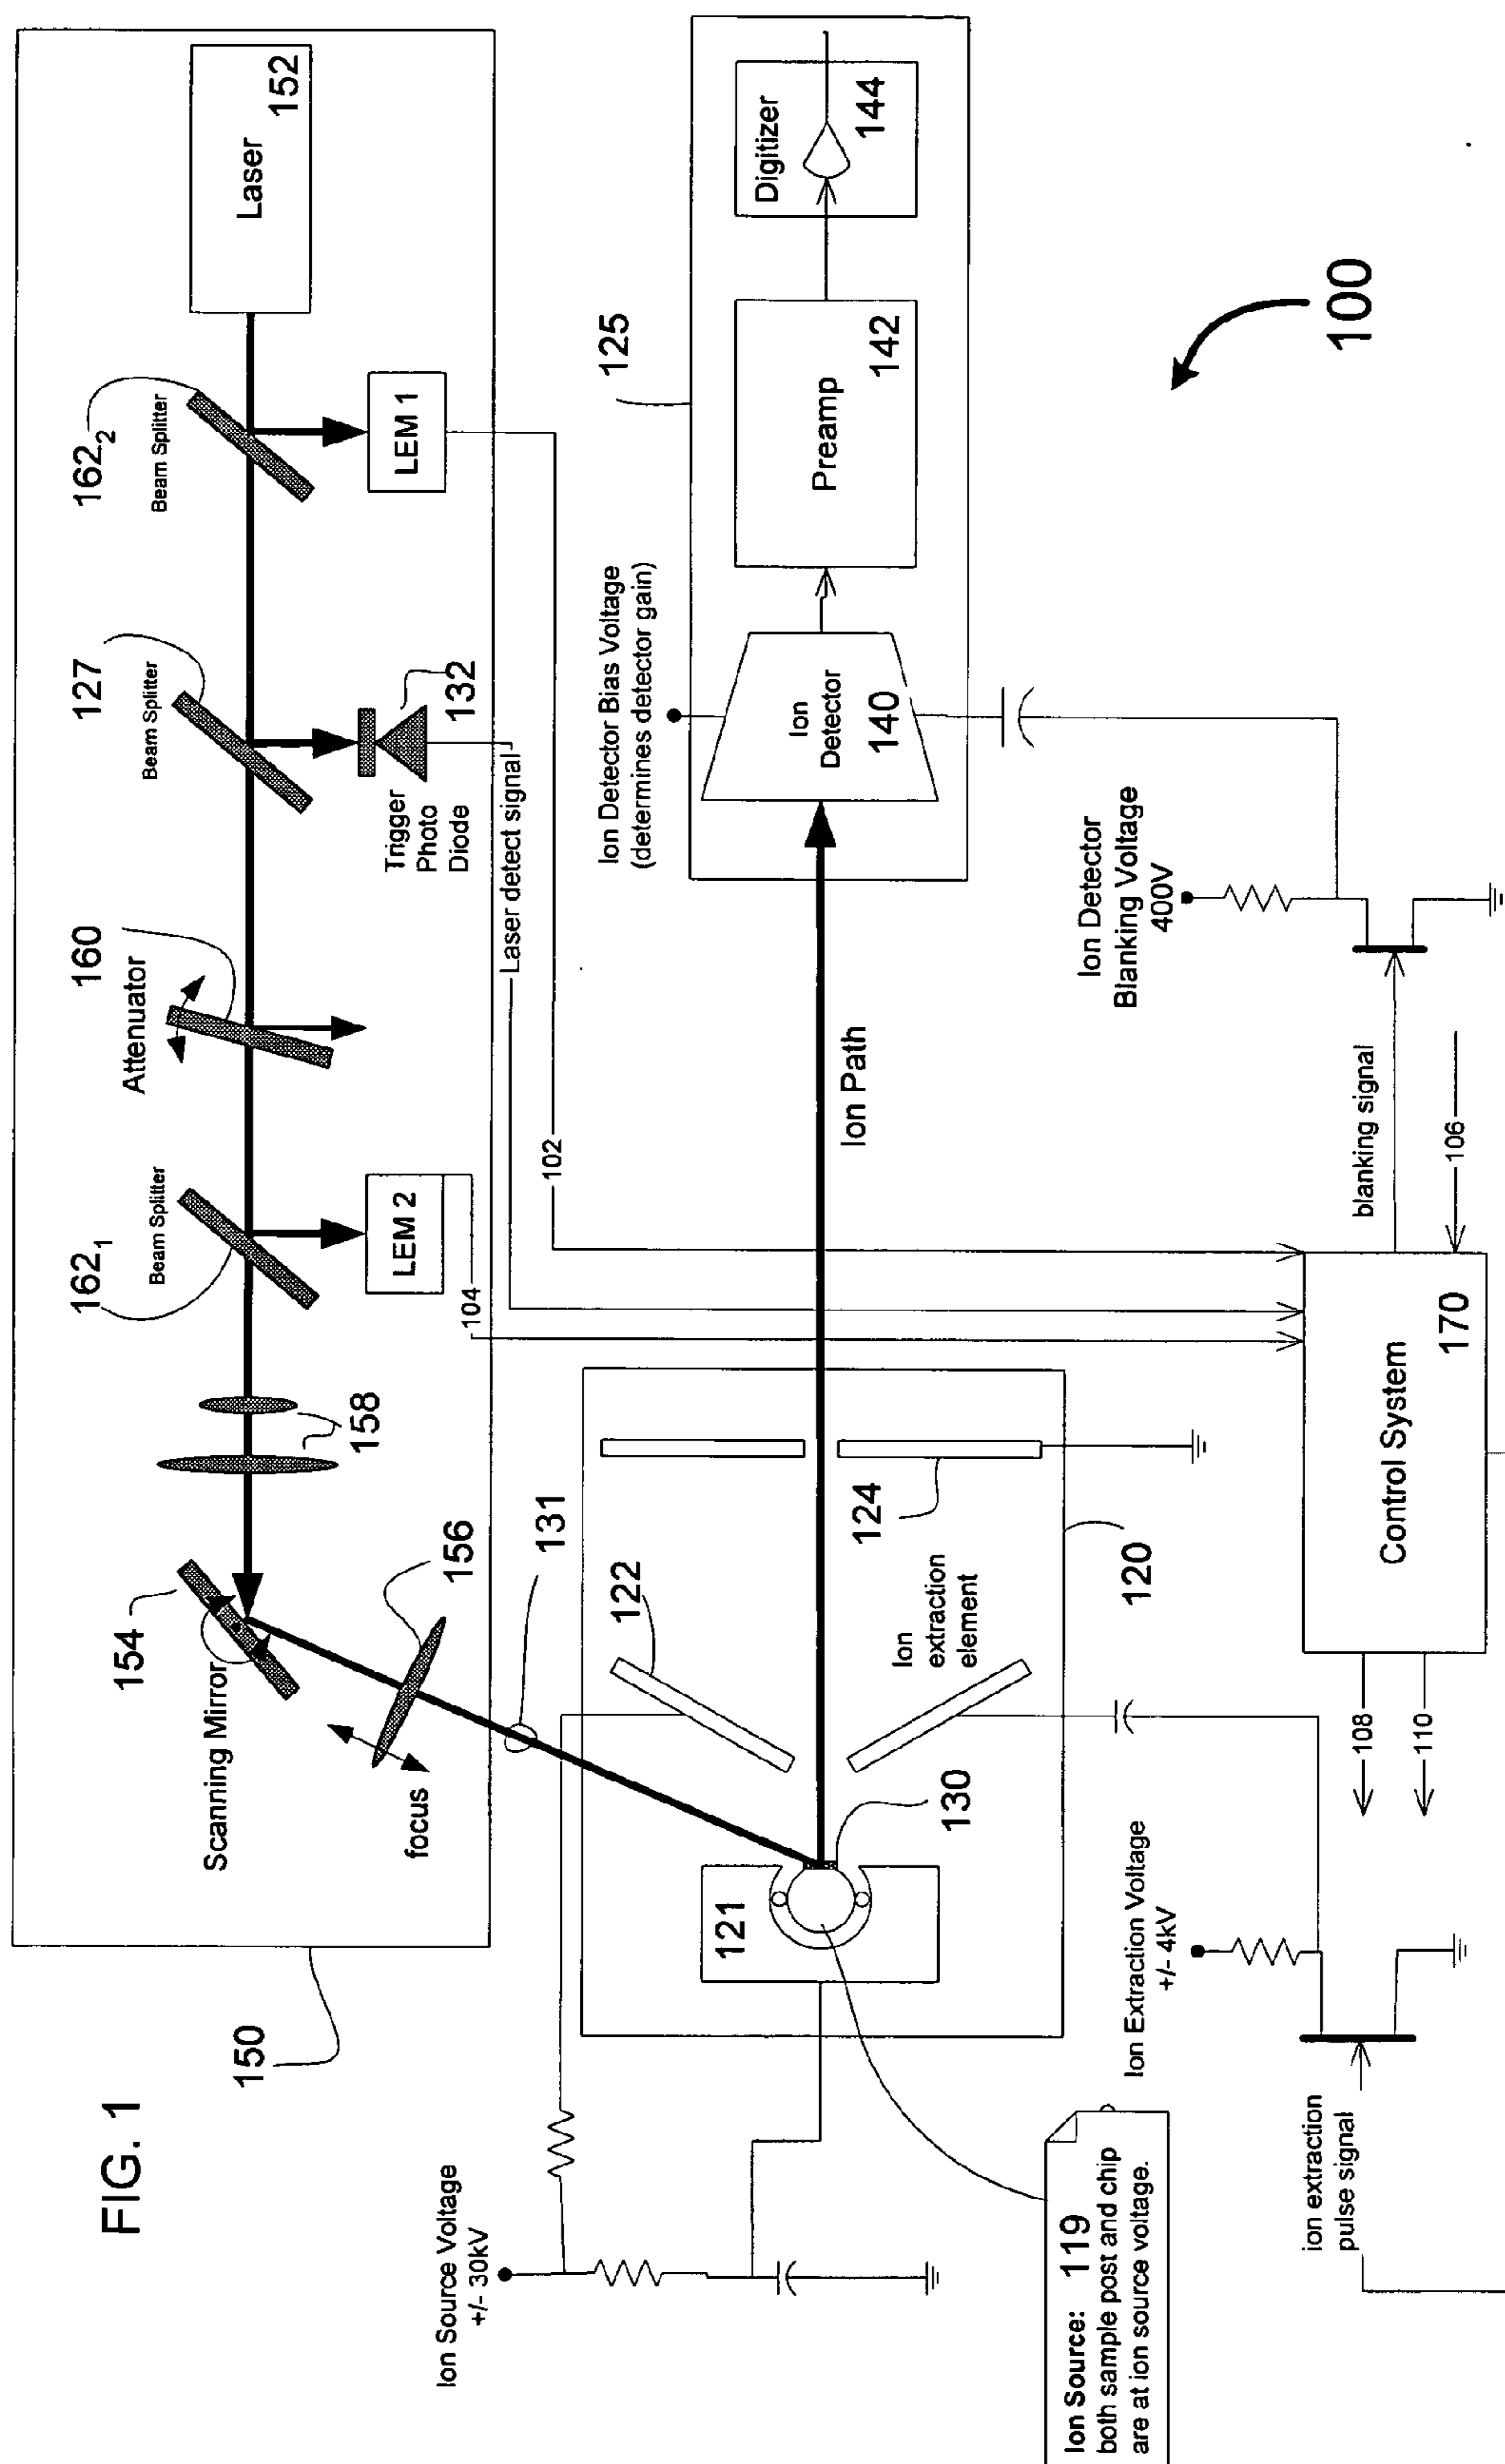 FIG. 1
150
Laser
152
162₂
Beam Splitter
LEM 1
127
Beam Splitter
132
Trigger
Photo
Diode
Laser detect signal
160
Attenuator
162₁
Beam Splitter
LEM 2
104
102
158
154
Scanning Mirror
156
focus
131
125
Digitizer
144
Preamp
142
Ion Detector Bias Voltage
(determines detector gain)
Ion
Detector
140
Ion Path
100
Ion Source Voltage
+/- 30kV
122
124
Ion
extraction
element
120
121
130
Ion Source: 119
both sample post and chip
are at ion source voltage.
Ion Extraction Voltage
+/- 4kV
ion extraction
pulse signal
Ion Detector
Blanking Voltage
400V
blanking signal
106
Control System
170
108
110